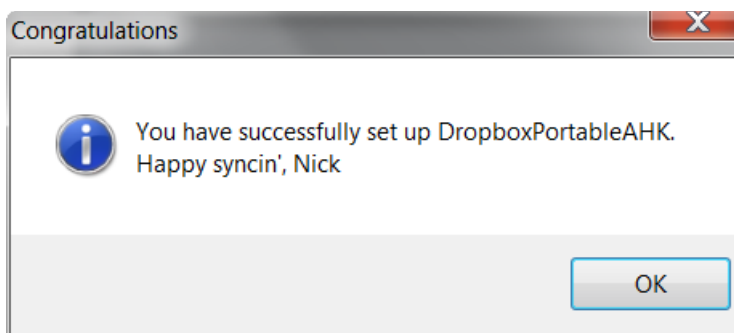 Congratulations
You have successfully set up DropboxPortableAHK.
Happy syncin', Nick
OK